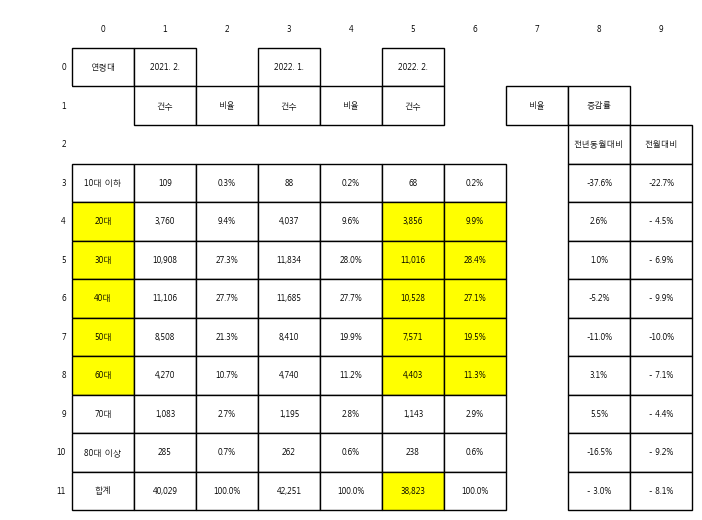 0 1 2 3 4 5 6 7 8 9
0 연령대 2021. 2. 2022. 1. 2022. 2.
1 건수 비율 건수 비율 건수 비율 증감률
2 전년동월대비 전월대비
3 10대 이하 109 0.3% 88 0.2% 68 0.2% -37.6% -22.7%
4 20대 3,760 9.4% 4,037 9.6% 3,856 9.9% 2.6% - 4.5%
5 30대 10,908 27.3% 11,834 28.0% 11,016 28.4% 1.0% - 6.9%
6 40대 11,106 27.7% 11,685 27.7% 10,528 27.1% -5.2% - 9.9%
7 50대 8,508 21.3% 8,410 19.9% 7,571 19.5% -11.0% -10.0%
8 60대 4,270 10.7% 4,740 11.2% 4,403 11.3% 3.1% - 7.1%
9 70대 1,083 2.7% 1,195 2.8% 1,143 2.9% 5.5% - 4.4%
10 80대 이상 285 0.7% 262 0.6% 238 0.6% -16.5% - 9.2%
11 합계 40,029 100.0% 42,251 100.0% 38,823 100.0% - 3.0% - 8.1%